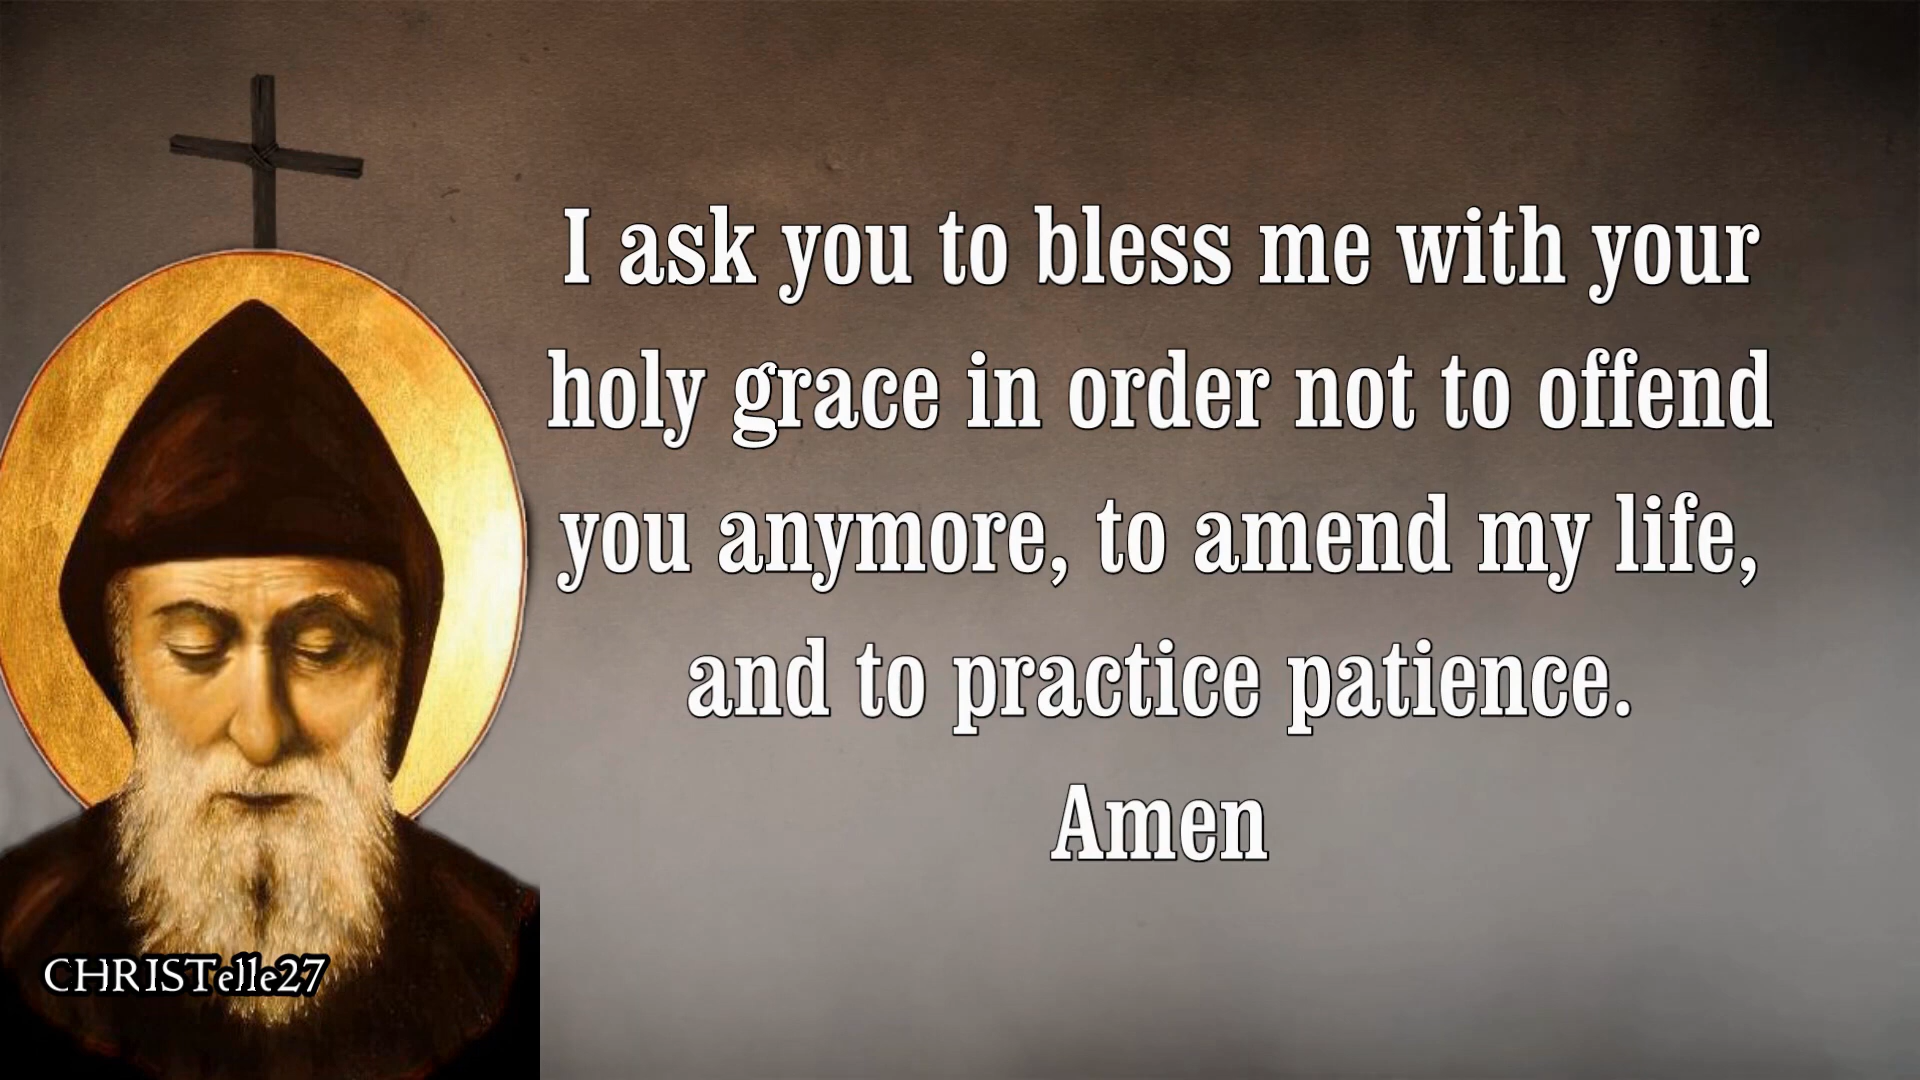 I ask you to bless me with your
holy grace in order not to offend
you anymore, to amend my life,
and to practice patience.
Amen
CHRISTelle27